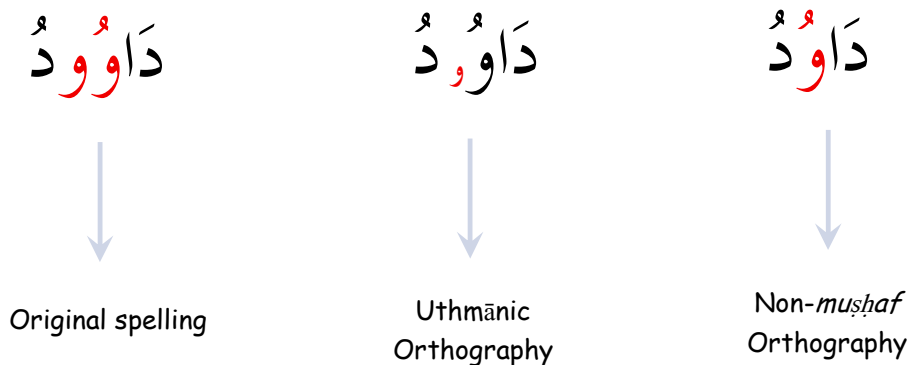 دَاوُودُ
Original spelling
دَاوُۥدُ
Uthmānic
Orthography
دَاوُدُ
Non-muṣḥaf
Orthography